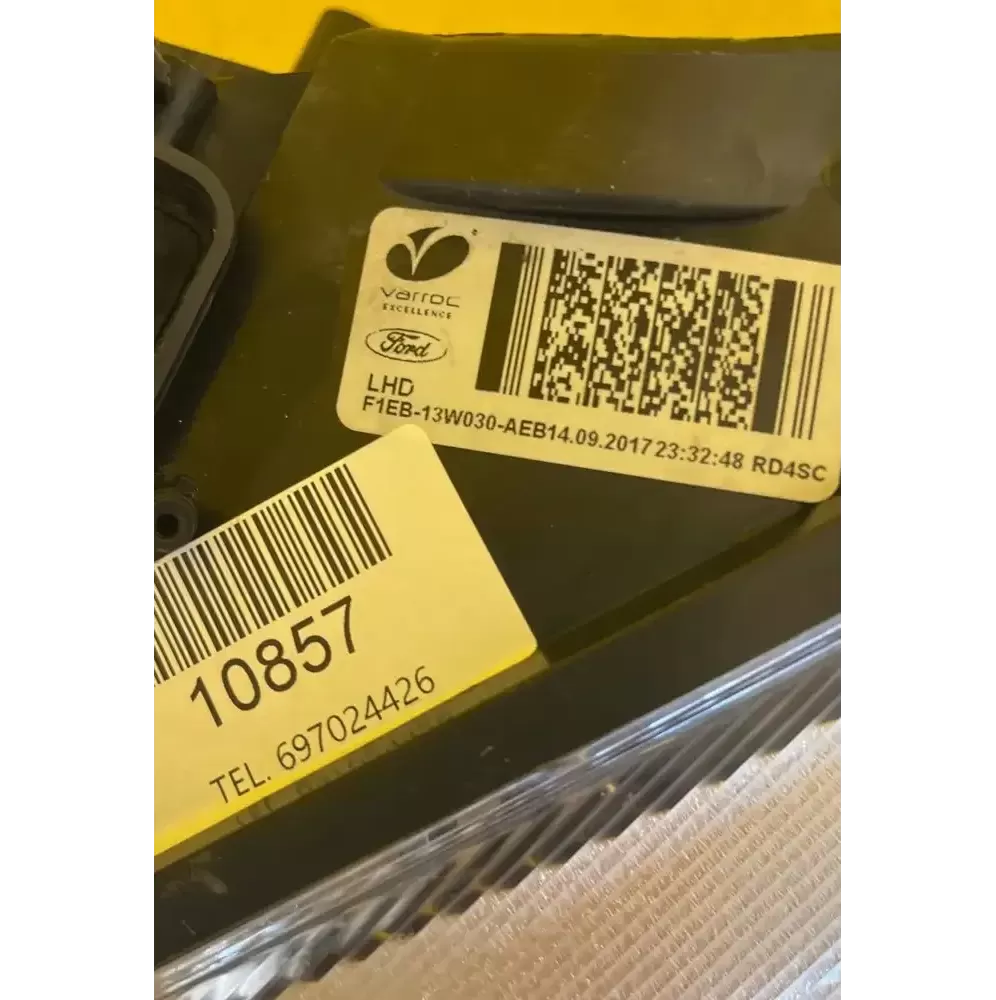 varroc
EXCELLENCE
Ford
LHD
F1EB-13W030-AEB14.09.2017 23:32:48 RD4SC
10857
TEL. 697024426